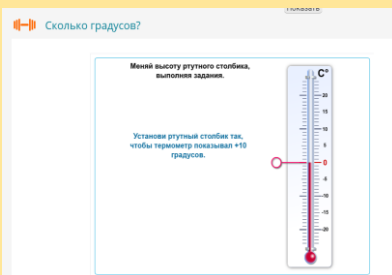 Показать
Сколько градусов?
Меняй высоту ртутного столбика,
выполняя задания.
Установи ртутный столбик так,
чтобы термометр показывал +10
градусов.
C°
20
15
10
5
0
-5
-10
-15
-20